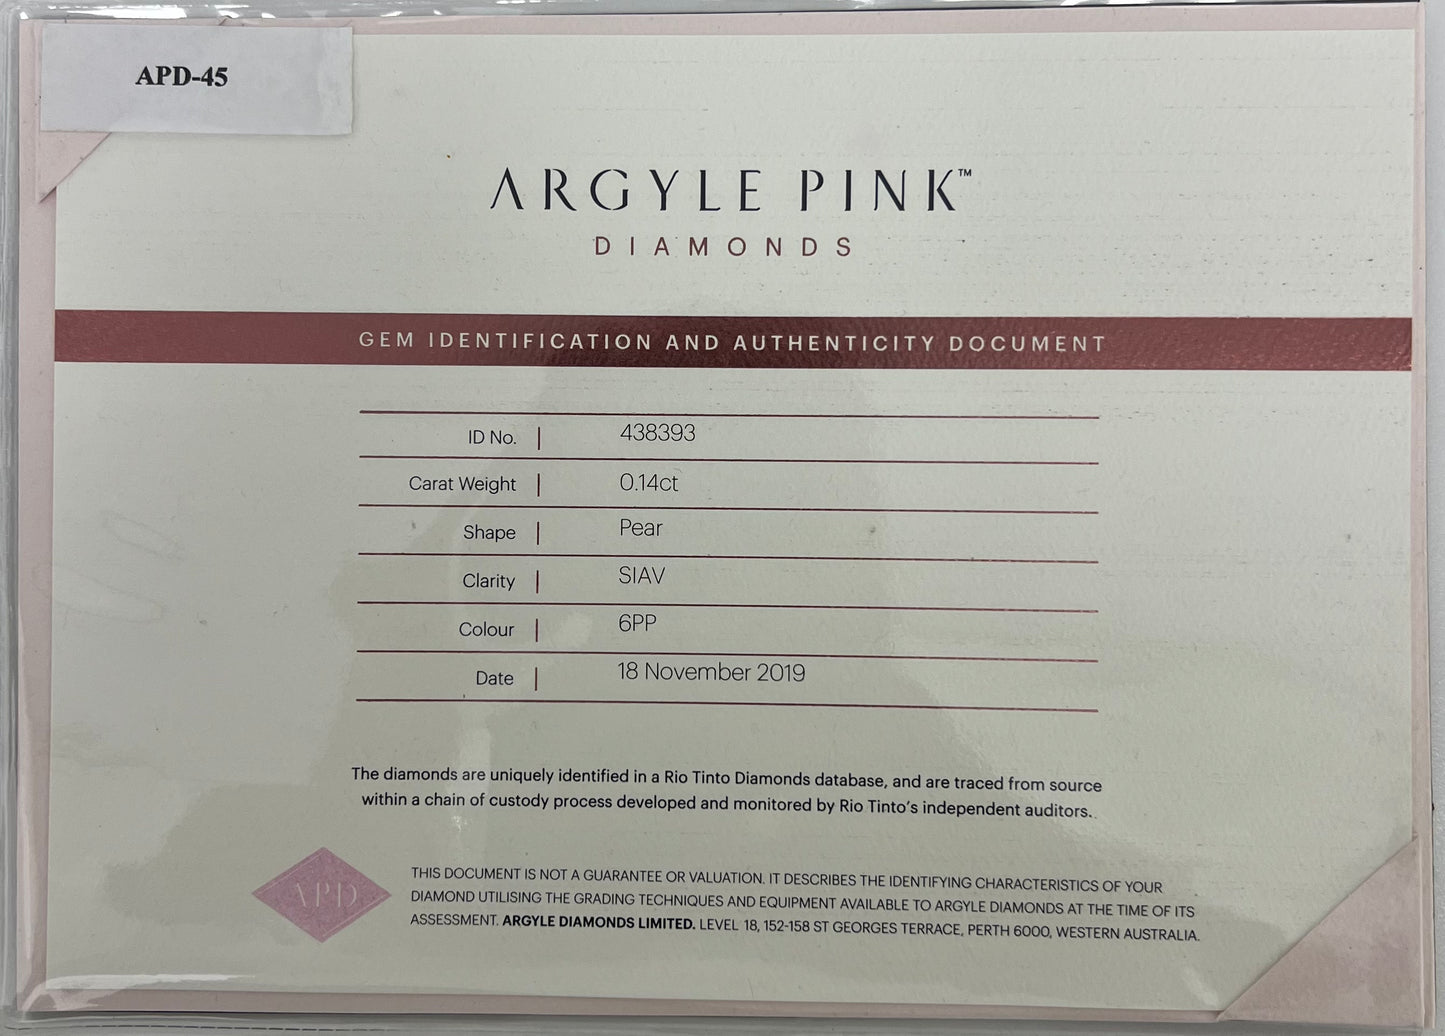 APD-45
ARGYLE PINK™
DIAMONDS
GEM IDENTIFICATION AND AUTHENTICITY DOCUMENT
ID No. | 438393
Carat Weight | 0.14ct
Shape | Pear
Clarity | SIAV
Colour | 6PP
Date | 18 November 2019
The diamonds are uniquely identified in a Rio Tinto Diamonds database, and are traced from source
within a chain of custody process developed and monitored by Rio Tinto's independent auditors.
APD
THIS DOCUMENT IS NOT A GUARANTEE OR VALUATION. IT DESCRIBES THE IDENTIFYING CHARACTERISTICS OF YOUR
DIAMOND UTILISING THE GRADING TECHNIQUES AND EQUIPMENT AVAILABLE TO ARGYLE DIAMONDS AT THE TIME OF ITS
ASSESSMENT. ARGYLE DIAMONDS LIMITED. LEVEL 18, 152-158 ST GEORGES TERRACE, PERTH 6000, WESTERN AUSTRALIA.